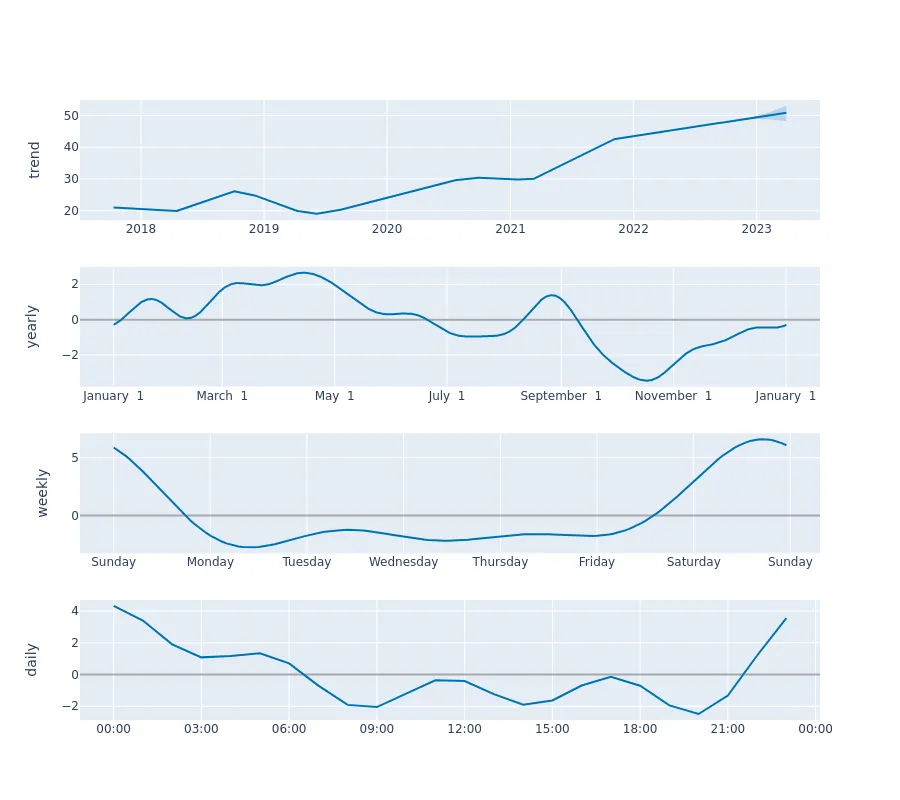 trend
50
40
30
20
2018 2019 2020 2021 2022 2023
yearly
2
0
−2
January 1 March 1 May 1 July 1 September 1 November 1 January 1
weekly
5
0
Sunday Monday Tuesday Wednesday Thursday Friday Saturday Sunday
daily
4
2
0
−2
00:00 03:00 06:00 09:00 12:00 15:00 18:00 21:00 00:00